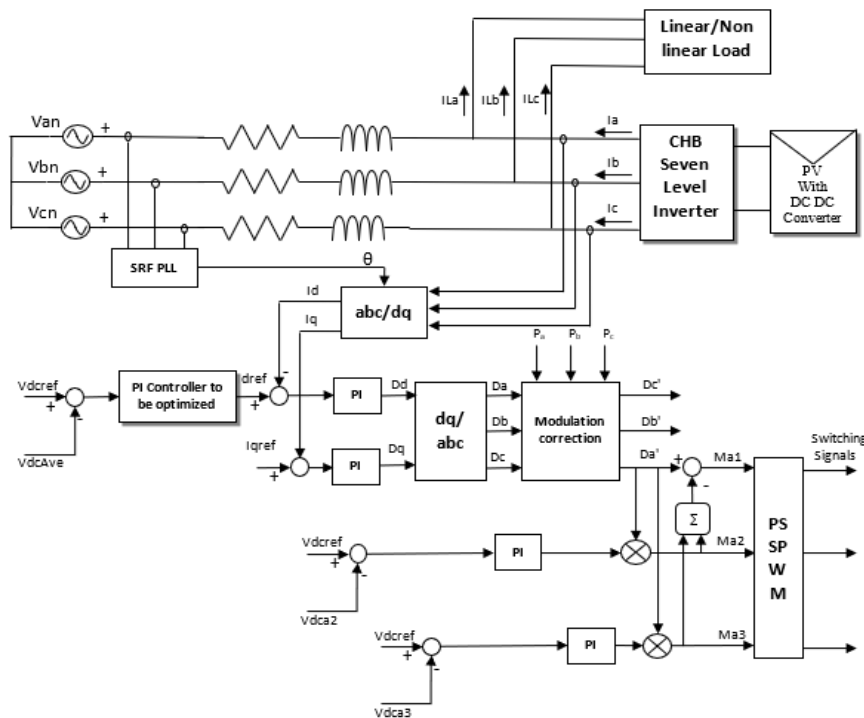 Linear/Non
linear Load
ILa
ILb
ILc
Van
+
Ia
Vbn
+
Ib
Vcn
+
Ic
CHB
Seven
Level
Inverter
PV
With
DC DC
Converter
SRF PLL
θ
Id
Iq
abc/dq
Pa
Pb
Pc
Vdcref
+
-
VdcAve
PI Controller to
be optimized
Idref
+
-
PI
Dd
Iqref
+
-
PI
Dq
dq/
abc
Da
Db
Dc
Modulation
correction
Dc'
Db'
Da'
+
-
Ma1
Switching
Signals
Σ
PS
SP
W
M
Vdcref
+
-
Vdca2
PI
Ma2
Vdcref
+
-
Vdca3
PI
Ma3